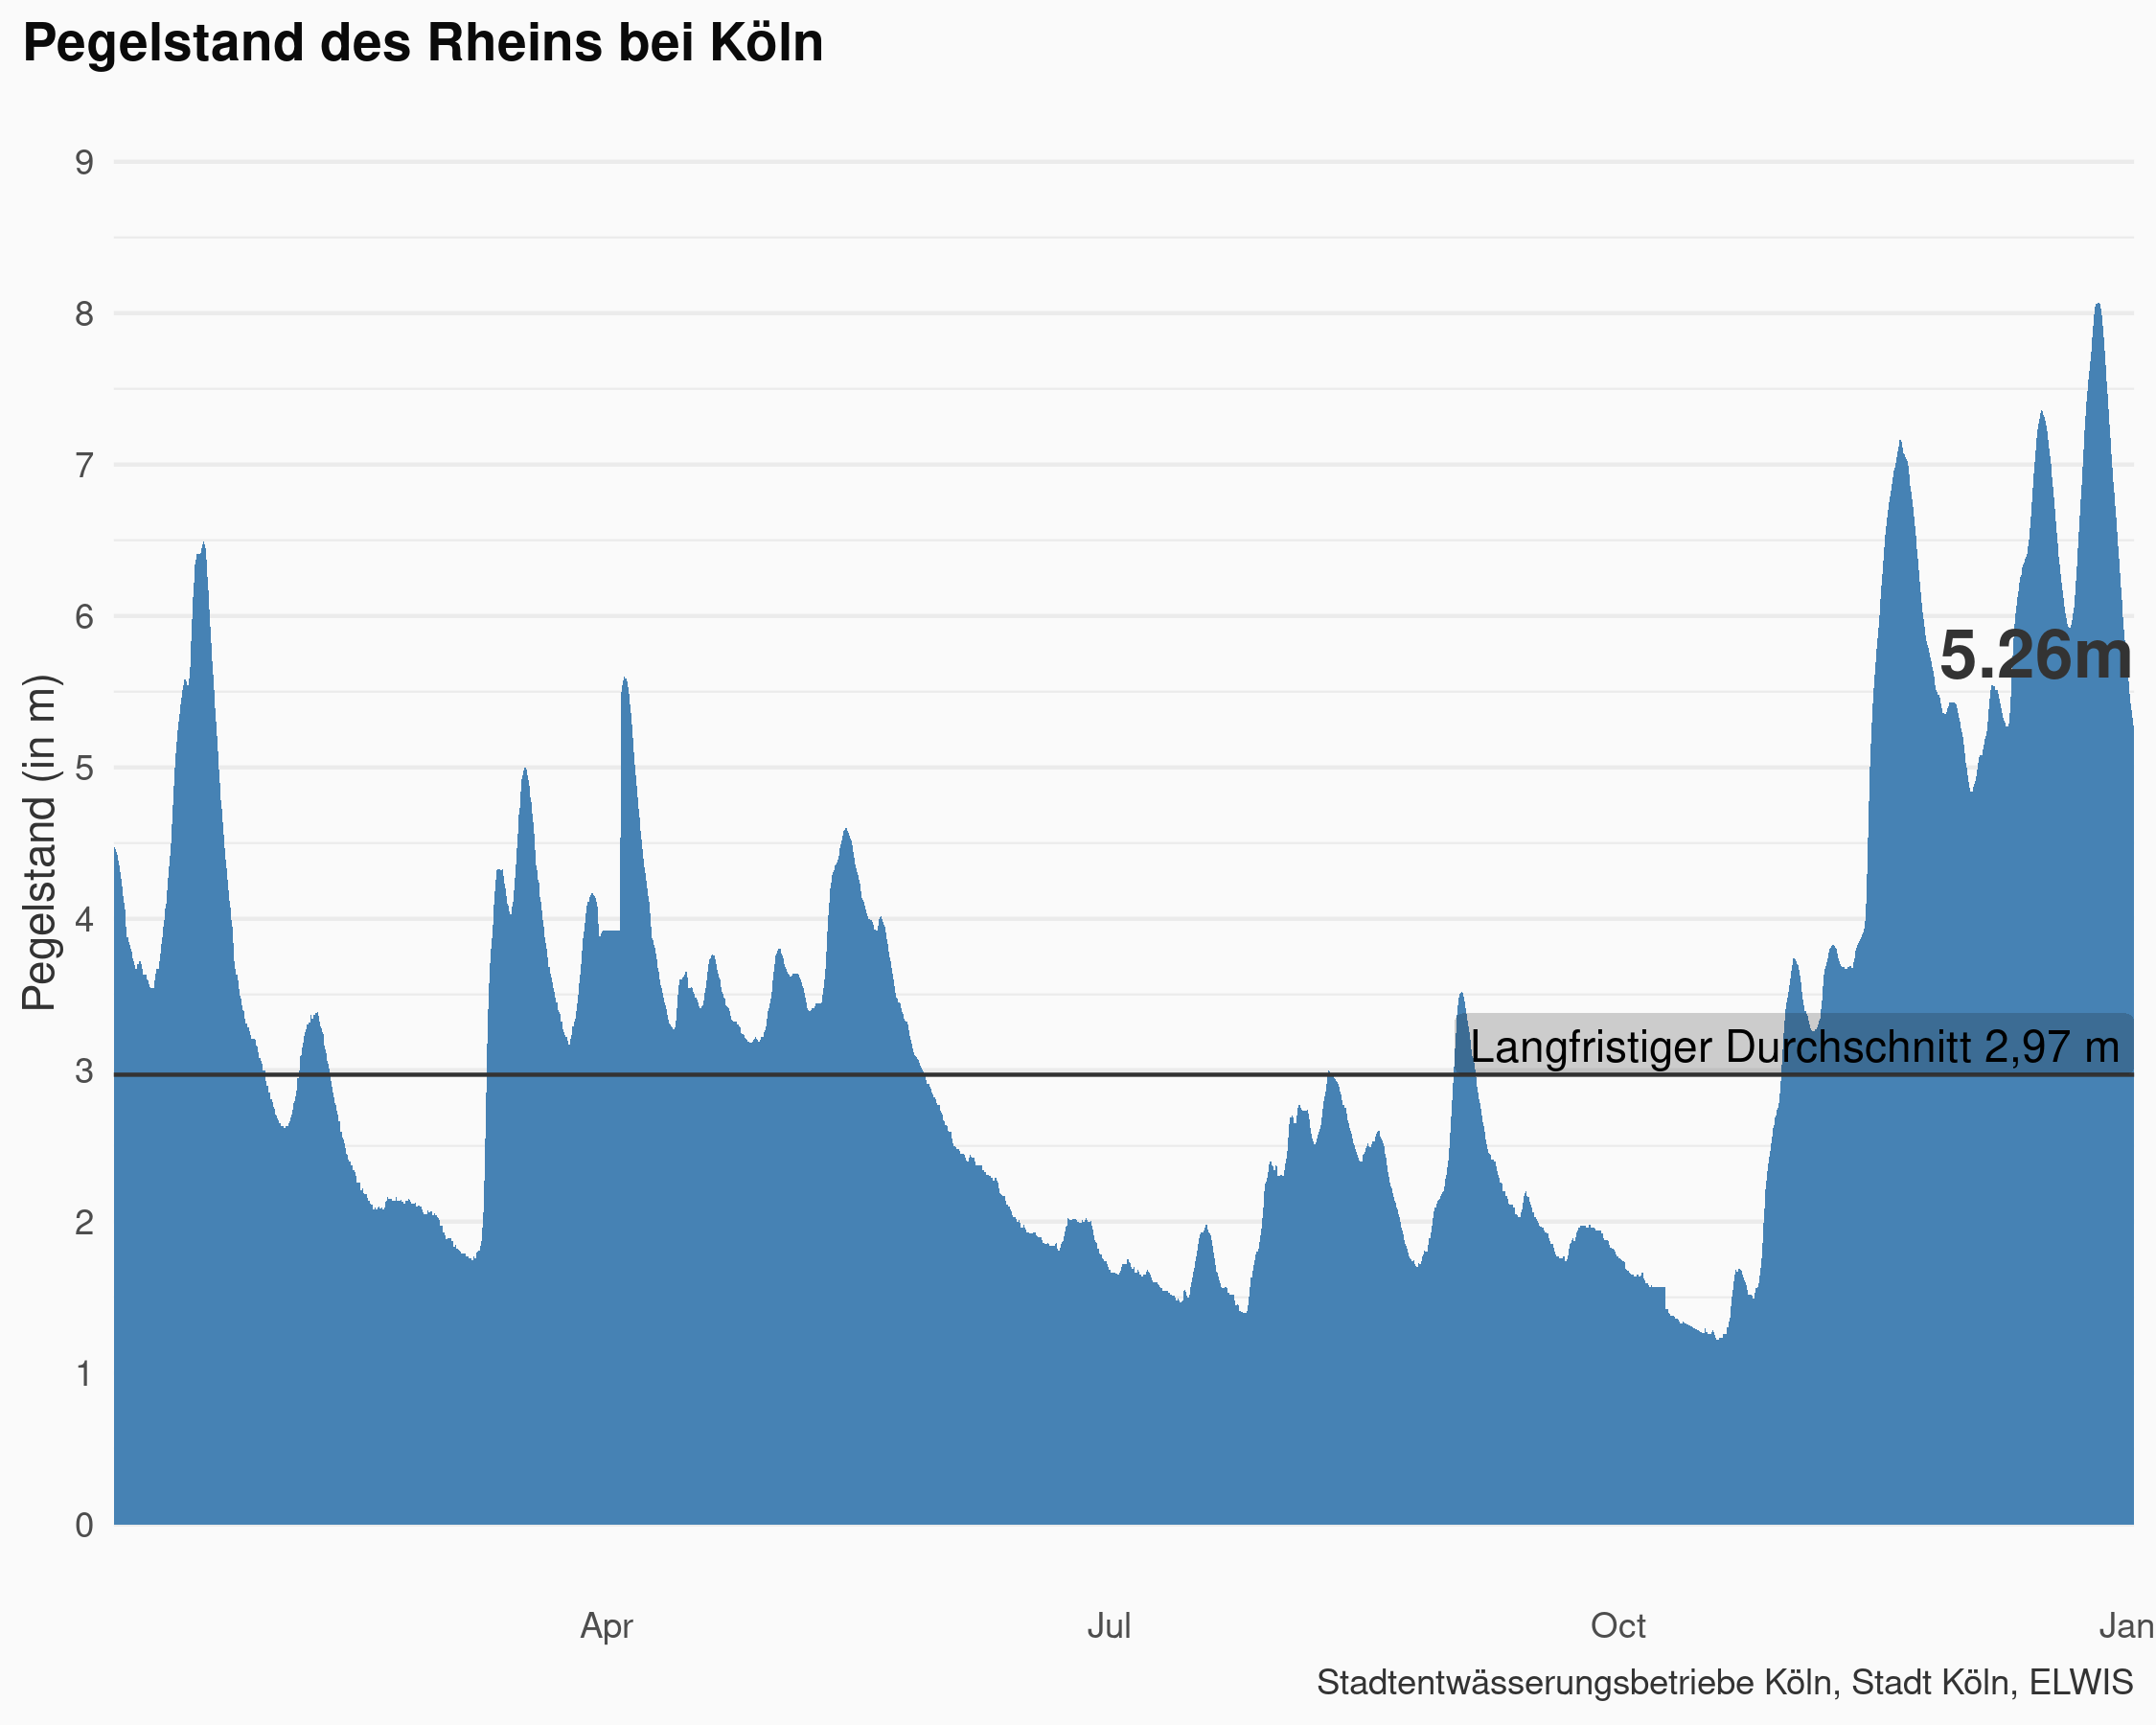 Pegelstand des Rheins bei Köln
Pegelstand (in m)
9
8
7
6
5
4
3
2
1
0
5.26m
Langfristiger Durchschnitt 2,97 m
Apr Jul Oct Jan
Stadtentwässerungsbetriebe Köln, Stadt Köln, ELWIS